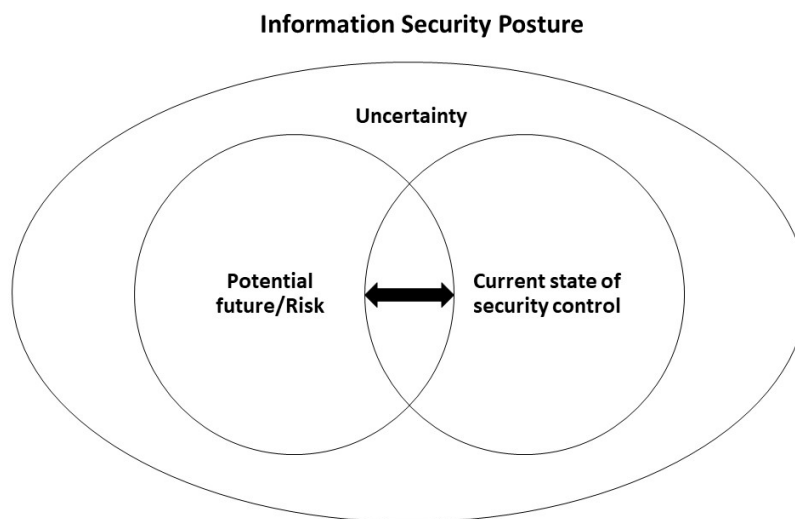 Information Security Posture
Uncertainty
Potential
future/Risk
Current state of
security control